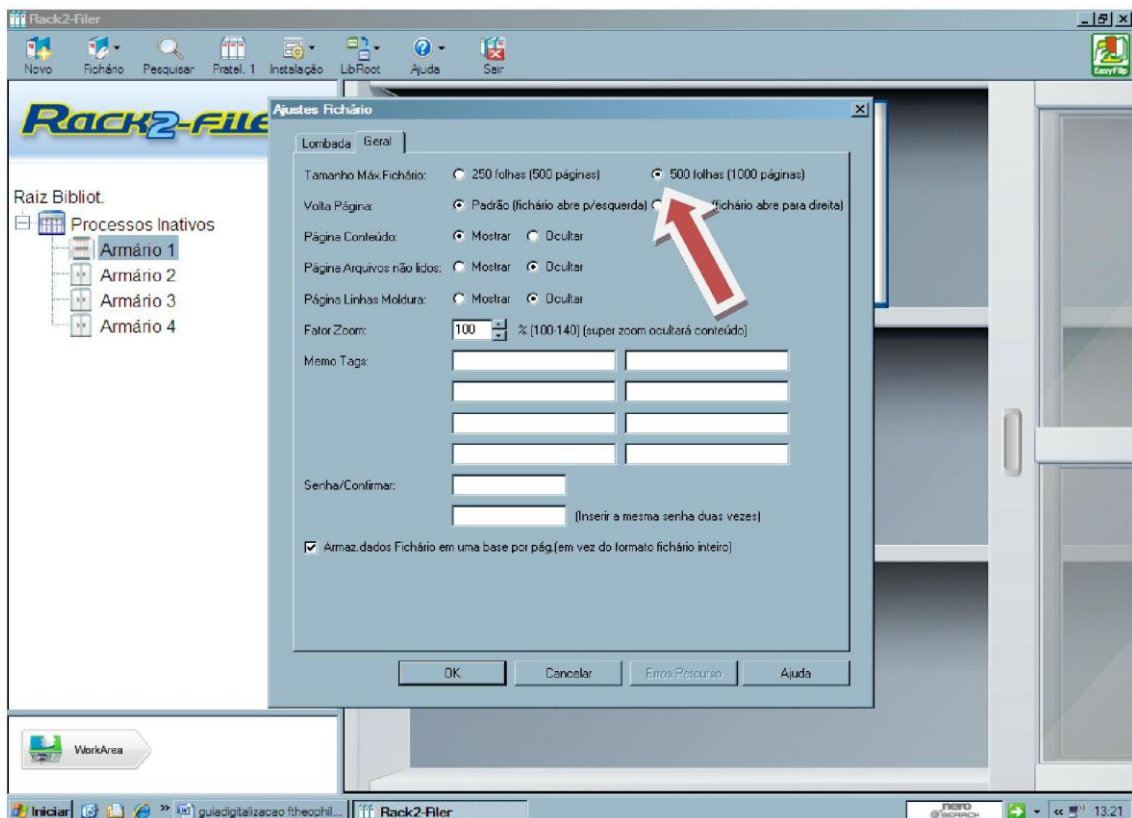 Rack2-Filer
Novo Fichário Pesquisar Pratel. 1 Instalação LibRoot Ajuda Sair
EasyFlip
Rack2-File
Raiz Bibliot.
Processos Inativos
Armário 1
Armário 2
Armário 3
Armário 4
WorkArea
Ajustes Fichário
Lombada Geral
Tamanho Máx.Fichário: 250 folhas (500 páginas) 500 folhas (1000 páginas)
Volta Página: Padrão (fichário abre p/esquerda) (fichário abre para direita)
Página Conteúdo: Mostrar Ocultar
Página Arquivos não lidos: Mostrar Ocultar
Página Linhas Moldura: Mostrar Ocultar
Fator Zoom: 100 % (100-140) (super zoom ocultará conteúdo)
Memo Tags:
Senha/Confirmar:
(Inserir a mesma senha duas vezes)
Armaz.dados Fichário em uma base por pág.(em vez do formato fichário inteiro)
OK Cancelar Erros Percurso Ajuda
Iniciar » guiadigitalizacao ftheophil... Rack2-Filer nero SEARCH « 13:21